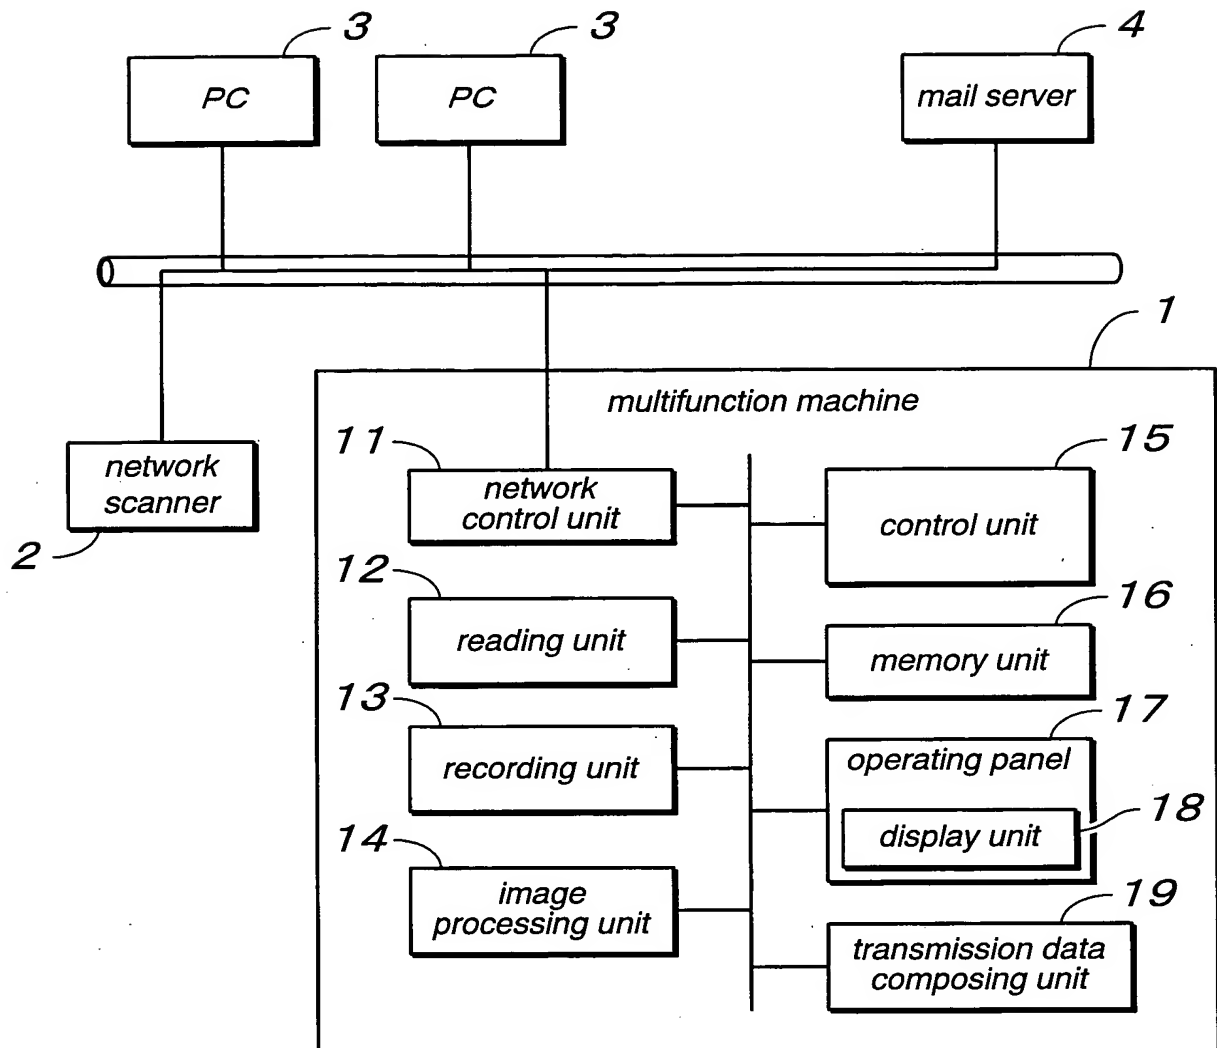 3
3
4
PC
PC
mail server
1
multifunction machine
11
15
network
scanner
network
control unit
control unit
2
12
16
reading unit
memory unit
13
17
recording unit
operating panel
18
display unit
14
image
processing unit
19
transmission data
composing unit